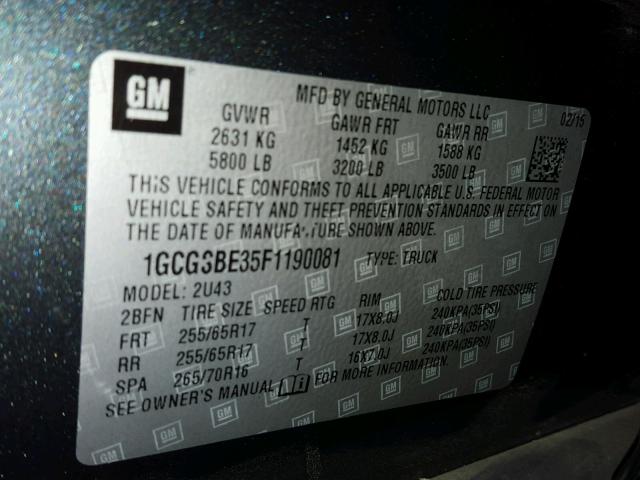 GM
MFD BY GENERAL MOTORS LLC
02/15
GVWR GAWR FRT GAWR RR
2631 KG 1452 KG 1588 KG
5800 LB 3200 LB 3500 LB
THIS VEHICLE CONFORMS TO ALL APPLICABLE U.S. FEDERAL MOTOR
VEHICLE SAFETY AND THEFT PREVENTION STANDARDS IN EFFECT ON
THE DATE OF MANUFACTURE SHOWN ABOVE.
1GCGSBE35F1190081 TYPE: TRUCK
MODEL: 2U43
2BFN TIRE SIZE SPEED RTG RIM COLD TIRE PRESSURE
FRT 255/65R17 T 17X8.0J 240KPA(35PSI)
RR 255/65R17 T 17X8.0J 240KPA(35PSI)
SPA 265/70R16 T 16X7.0J 240KPA(35PSI)
SEE OWNER'S MANUAL i FOR MORE INFORMATION.